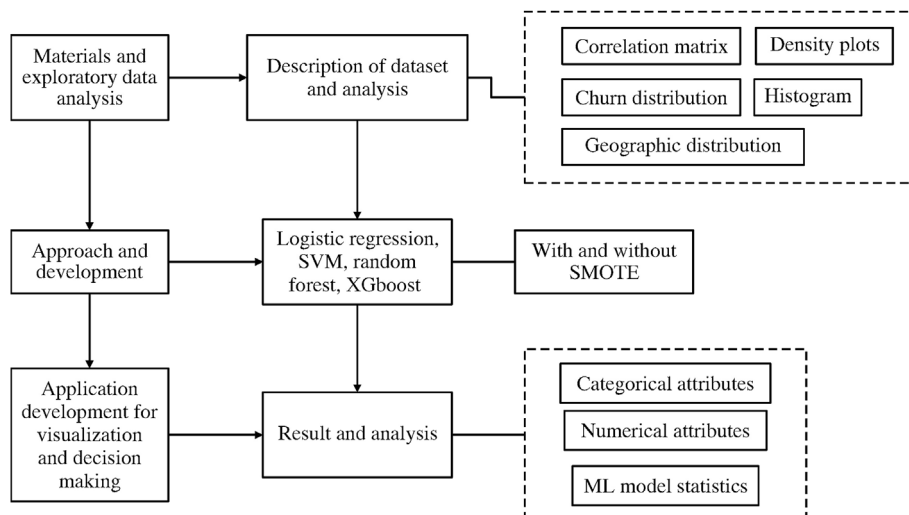 Materials and
exploratory data
analysis
Description of dataset
and analysis
Correlation matrix
Density plots
Churn distribution
Histogram
Geographic distribution
Approach and
development
Logistic regression,
SVM, random
forest, XGboost
With and without
SMOTE
Application
development for
visualization
and decision
making
Result and analysis
Categorical attributes
Numerical attributes
ML model statistics